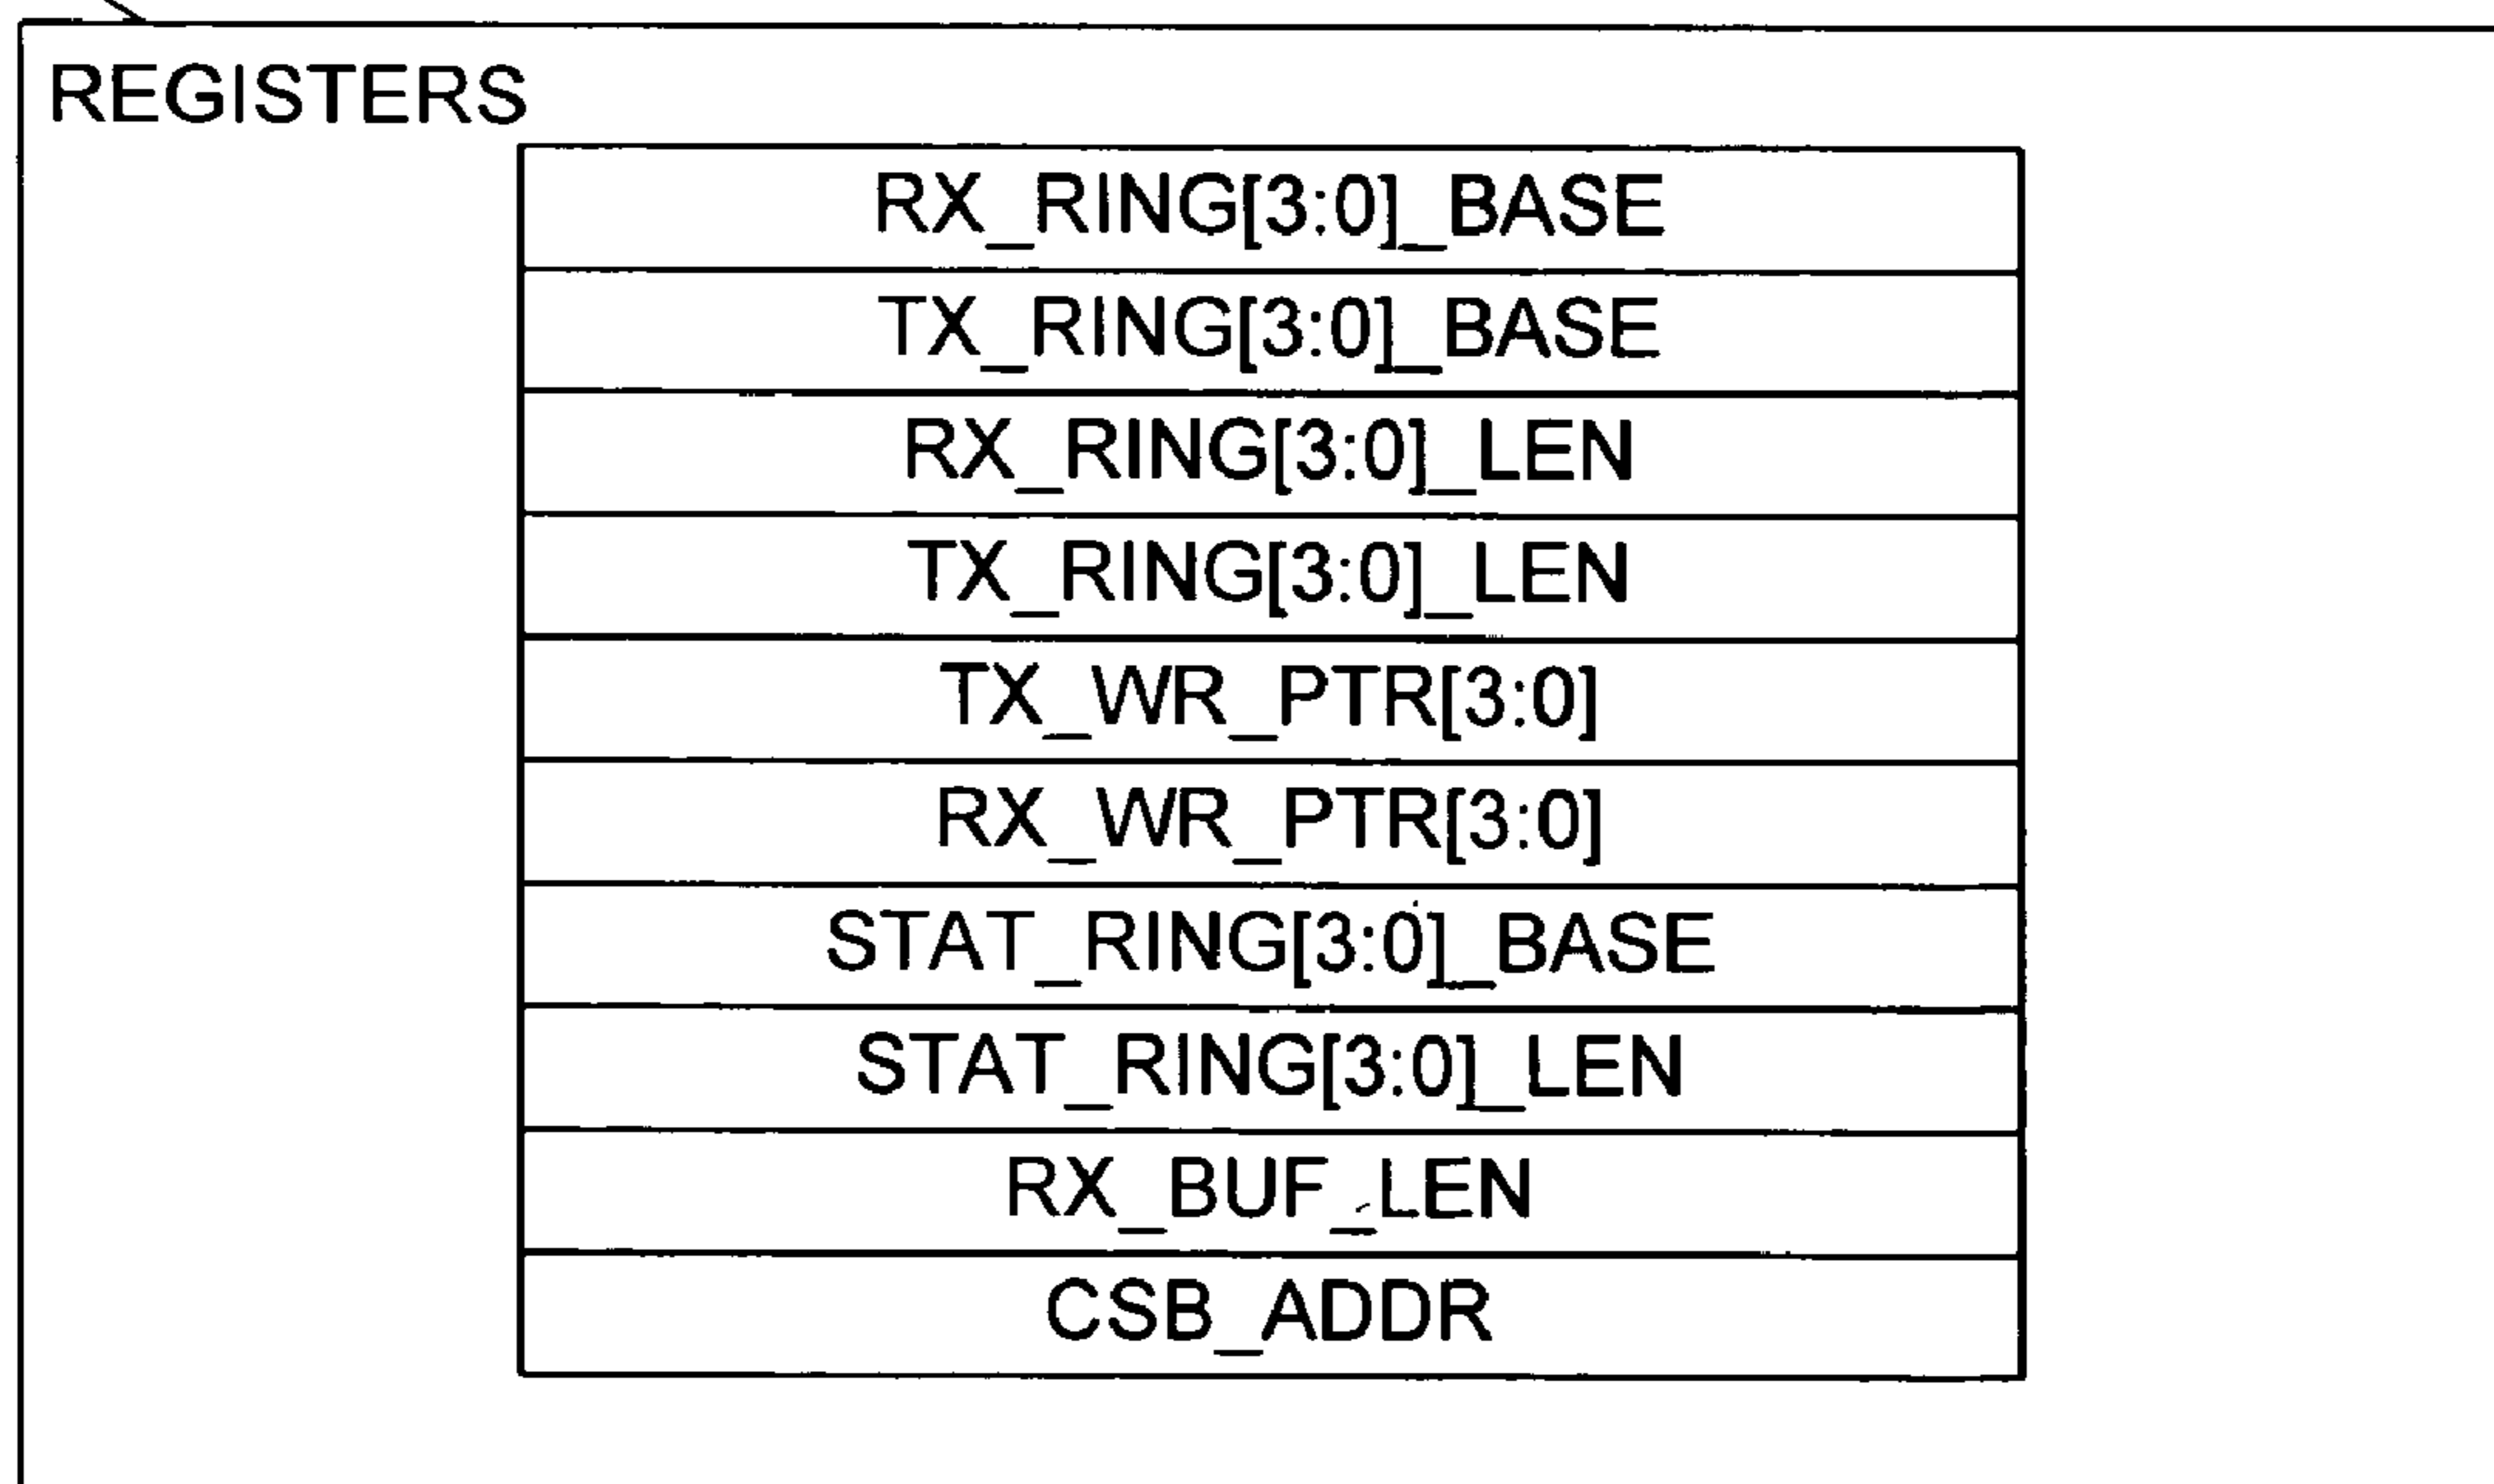 REGISTERS
RX_RING[3:0]_BASE
TX_RING[3:0]_BASE
RX_RING[3:0]_LEN
TX_RING[3:0]_LEN
TX_WR_PTR[3:0]
RX_WR_PTR[3:0]
STAT_RING[3:0]_BASE
STAT_RING[3:0]_LEN
RX_BUF_LEN
CSB_ADDR